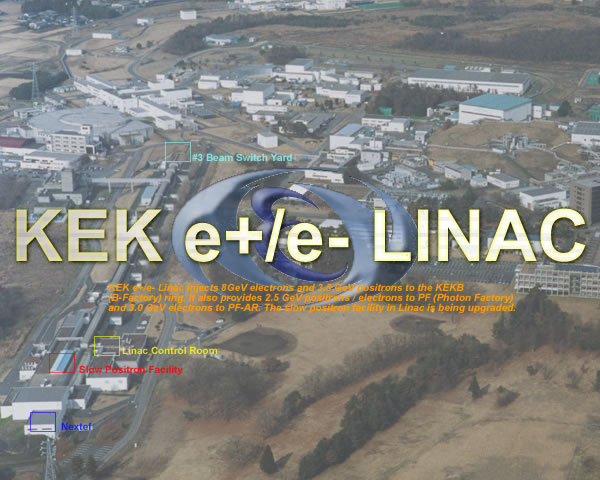 #3 Beam Switch Yard
KEK e+/e- LINAC
KEK e-/e- Linac injects 8GeV electrons and 3.5 GeV positrons to the KEKB
(B-Factory) ring. It also provides 2.5 GeV positrons / electrons to PF (Photon Factory)
and 3.0 GeV electrons to PF-AR. The slow positron facility in Linac is being upgraded.
Linac Control Room
Slow Positron Facility
Nextef